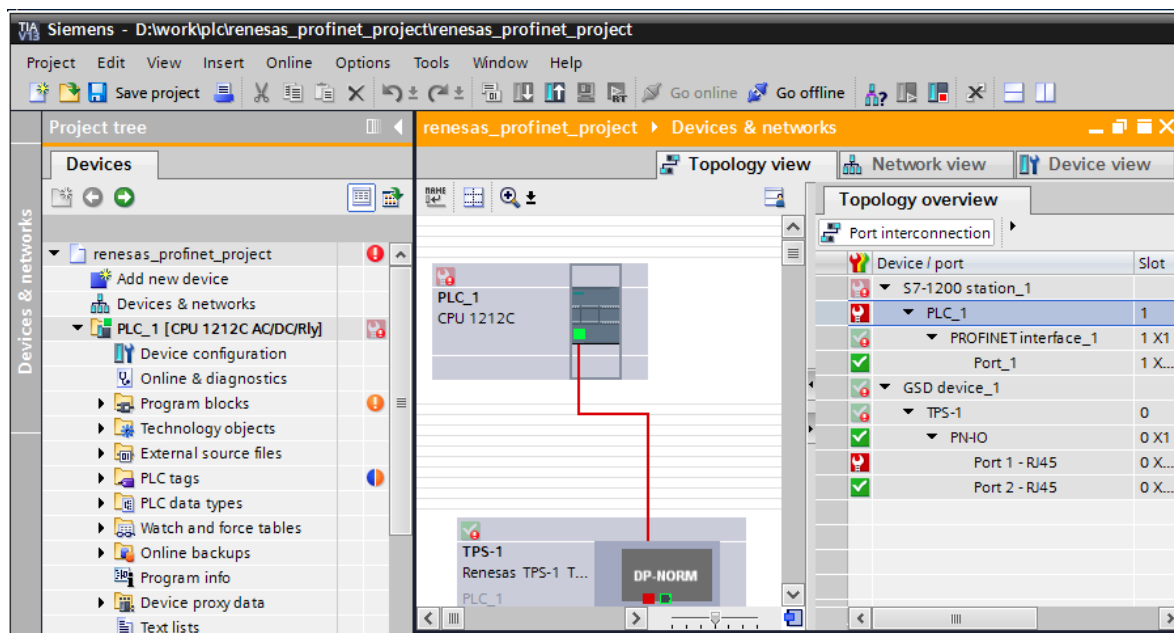 TIA V13 Siemens - D:\work\plc\renesas_profinet_project\renesas_profinet_project
Project Edit View Insert Online Options Tools Window Help
Save project Go online Go offline
Project tree
renesas_profinet_project Devices & networks
Devices
Topology view Network view Device view
Devices & networks
renesas_profinet_project
Add new device
Devices & networks
PLC_1 [CPU 1212C AC/DC/Rly]
Device configuration
Online & diagnostics
Program blocks
Technology objects
External source files
PLC tags
PLC data types
Watch and force tables
Online backups
Program info
Device proxy data
Text lists
NAME
PLC_1
CPU 1212C
TPS-1
Renesas TPS-1 T...
PLC_1
DP-NORM
Topology overview
Port interconnection
Device / port Slot
S7-1200 station_1
PLC_1 1
PROFINET interface_1 1 X1
Port_1 1 X...
GSD device_1
TPS-1 0
PN-IO 0 X1
Port 1 - RJ45 0 X...
Port 2 - RJ45 0 X...